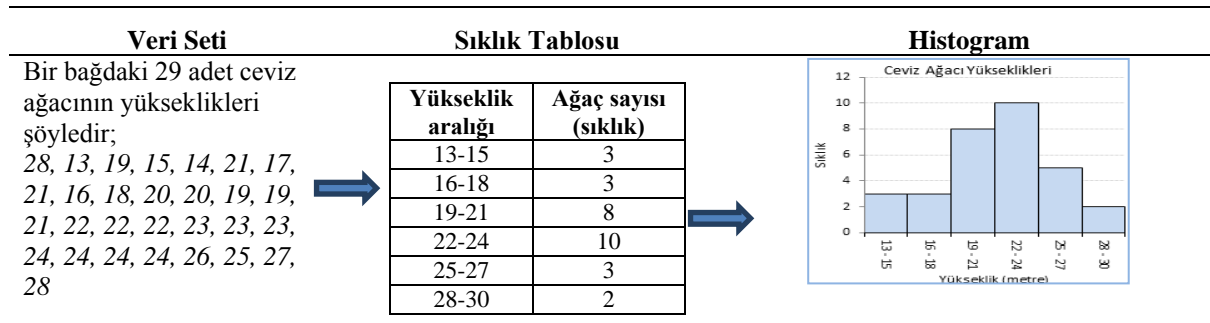 Veri Seti
Sıklık Tablosu
Histogram
Bir bağdaki 29 adet ceviz
ağacının yükseklikleri
şöyledir;
28, 13, 19, 15, 14, 21, 17,
21, 16, 18, 20, 20, 19, 19,
21, 22, 22, 22, 23, 23, 23,
24, 24, 24, 24, 26, 25, 27,
28
Yükseklik aralığı
Ağaç sayısı (sıklık)
13-15 3
16-18 3
19-21 8
22-24 10
25-27 3
28-30 2
Ceviz Ağacı Yükseklikleri
12
10
8
6
4
2
0
Sıklık
13 - 15
16 - 18
19 - 21
22 - 24
25 - 27
28 - 30
Yükseklik (metre)